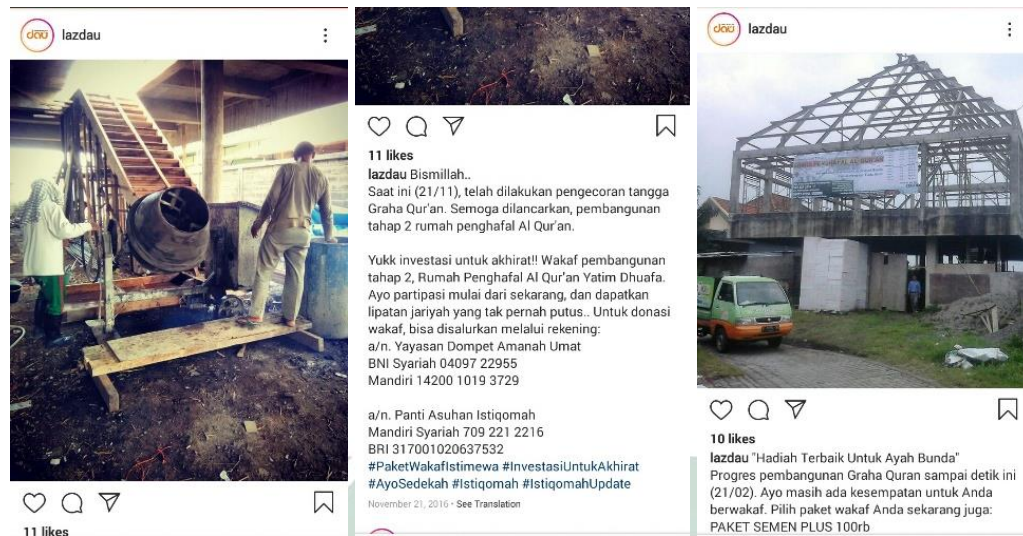 dau lazdau
11 likes
11 likes
lazdau Bismillah..
Saat ini (21/11), telah dilakukan pengecoran tangga
Graha Qur'an. Semoga dilancarkan, pembangunan
tahap 2 rumah penghafal Al Qur'an.
Yukk investasi untuk akhirat!! Wakaf pembangunan
tahap 2, Rumah Penghafal Al Qur'an Yatim Dhuafa.
Ayo partipasi mulai dari sekarang, dan dapatkan
lipatan jariyah yang tak pernah putus.. Untuk donasi
wakaf, bisa disalurkan melalui rekening:
a/n. Yayasan Dompet Amanah Umat
BNI Syariah 04097 22955
Mandiri 14200 1019 3729
a/n. Panti Asuhan Istiqomah
Mandiri Syariah 709 221 2216
BRI 317001020637532
#PaketWakafIstimewa #InvestasiUntukAkhirat
#AyoSedekah #Istiqomah #IstiqomahUpdate
November 21, 2016 • See Translation
dau lazdau
10 likes
lazdau "Hadiah Terbaik Untuk Ayah Bunda"
Progres pembangunan Graha Quran sampai detik ini
(21/02). Ayo masih ada kesempatan untuk Anda
berwakaf. Pilih paket wakaf Anda sekarang juga:
PAKET SEMEN PLUS 100rb